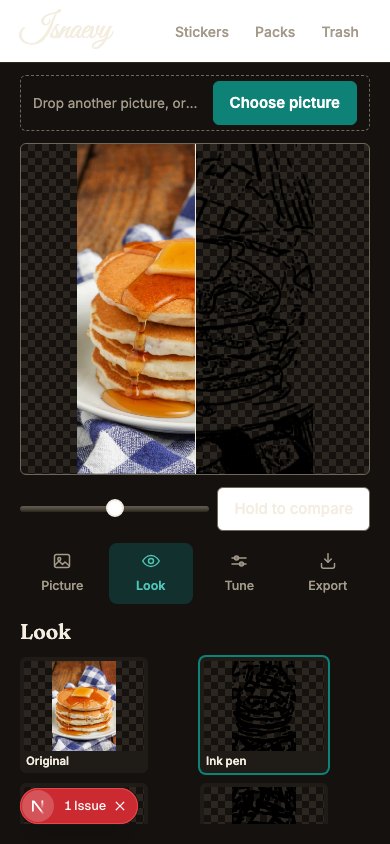 Jsnaevy
Stickers Packs Trash
Drop another picture, or...
Choose picture
Hold to compare
Picture Look Tune Export
Look
Original Ink pen
N 1 Issue